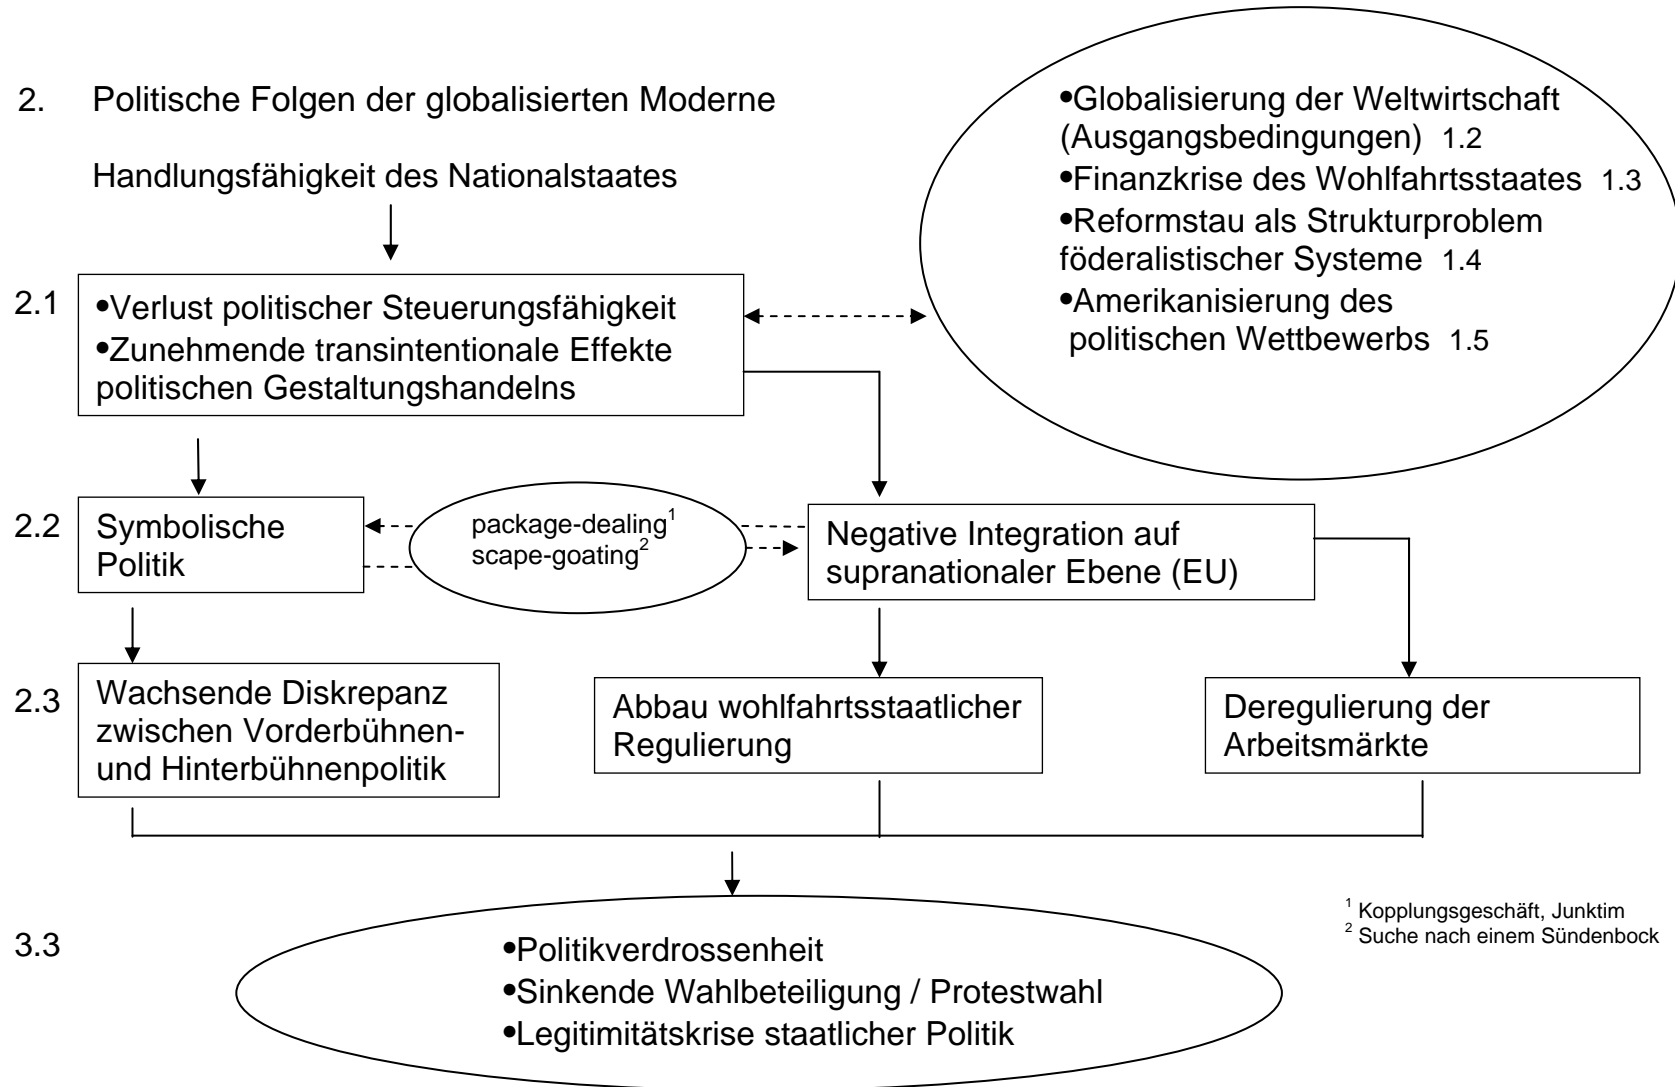 2. Politische Folgen der globalisierten Moderne
Handlungsfähigkeit des Nationalstaates
•Globalisierung der Weltwirtschaft
(Ausgangsbedingungen) 1.2
•Finanzkrise des Wohlfahrtsstaates 1.3
•Reformstau als Strukturproblem
föderalistischer Systeme 1.4
•Amerikanisierung des
politischen Wettbewerbs 1.5
2.1
•Verlust politischer Steuerungsfähigkeit
•Zunehmende transintentionale Effekte
politischen Gestaltungshandelns
2.2
Symbolische
Politik
package-dealing¹
scape-goating²
Negative Integration auf
supranationaler Ebene (EU)
2.3
Wachsende Diskrepanz
zwischen Vorderbühnen-
und Hinterbühnenpolitik
Abbau wohlfahrtsstaatlicher
Regulierung
Deregulierung der
Arbeitsmärkte
3.3
•Politikverdrossenheit
•Sinkende Wahlbeteiligung / Protestwahl
•Legitimitätskrise staatlicher Politik
¹ Kopplungsgeschäft, Junktim
² Suche nach einem Sündenbock